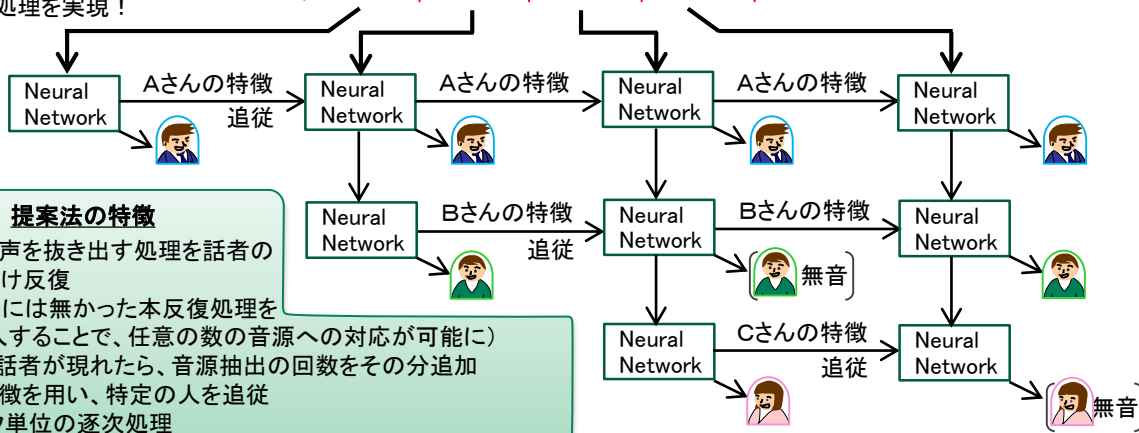 処理を実現！
Neural
Network
Aさんの特徴
追従
Neural
Network
Aさんの特徴
Neural
Network
Aさんの特徴
Neural
Network
Neural
Network
Bさんの特徴
追従
Neural
Network
無音
Bさんの特徴
Neural
Network
Neural
Network
Cさんの特徴
追従
Neural
Network
無音
提案法の特徴
声を抜き出す処理を話者の
け反復
には無かった本反復処理を
入することで、任意の数の音源への対応が可能に）
話者が現れたら、音源抽出の回数をその分追加
徴を用い、特定の人を追従
ク単位の逐次処理